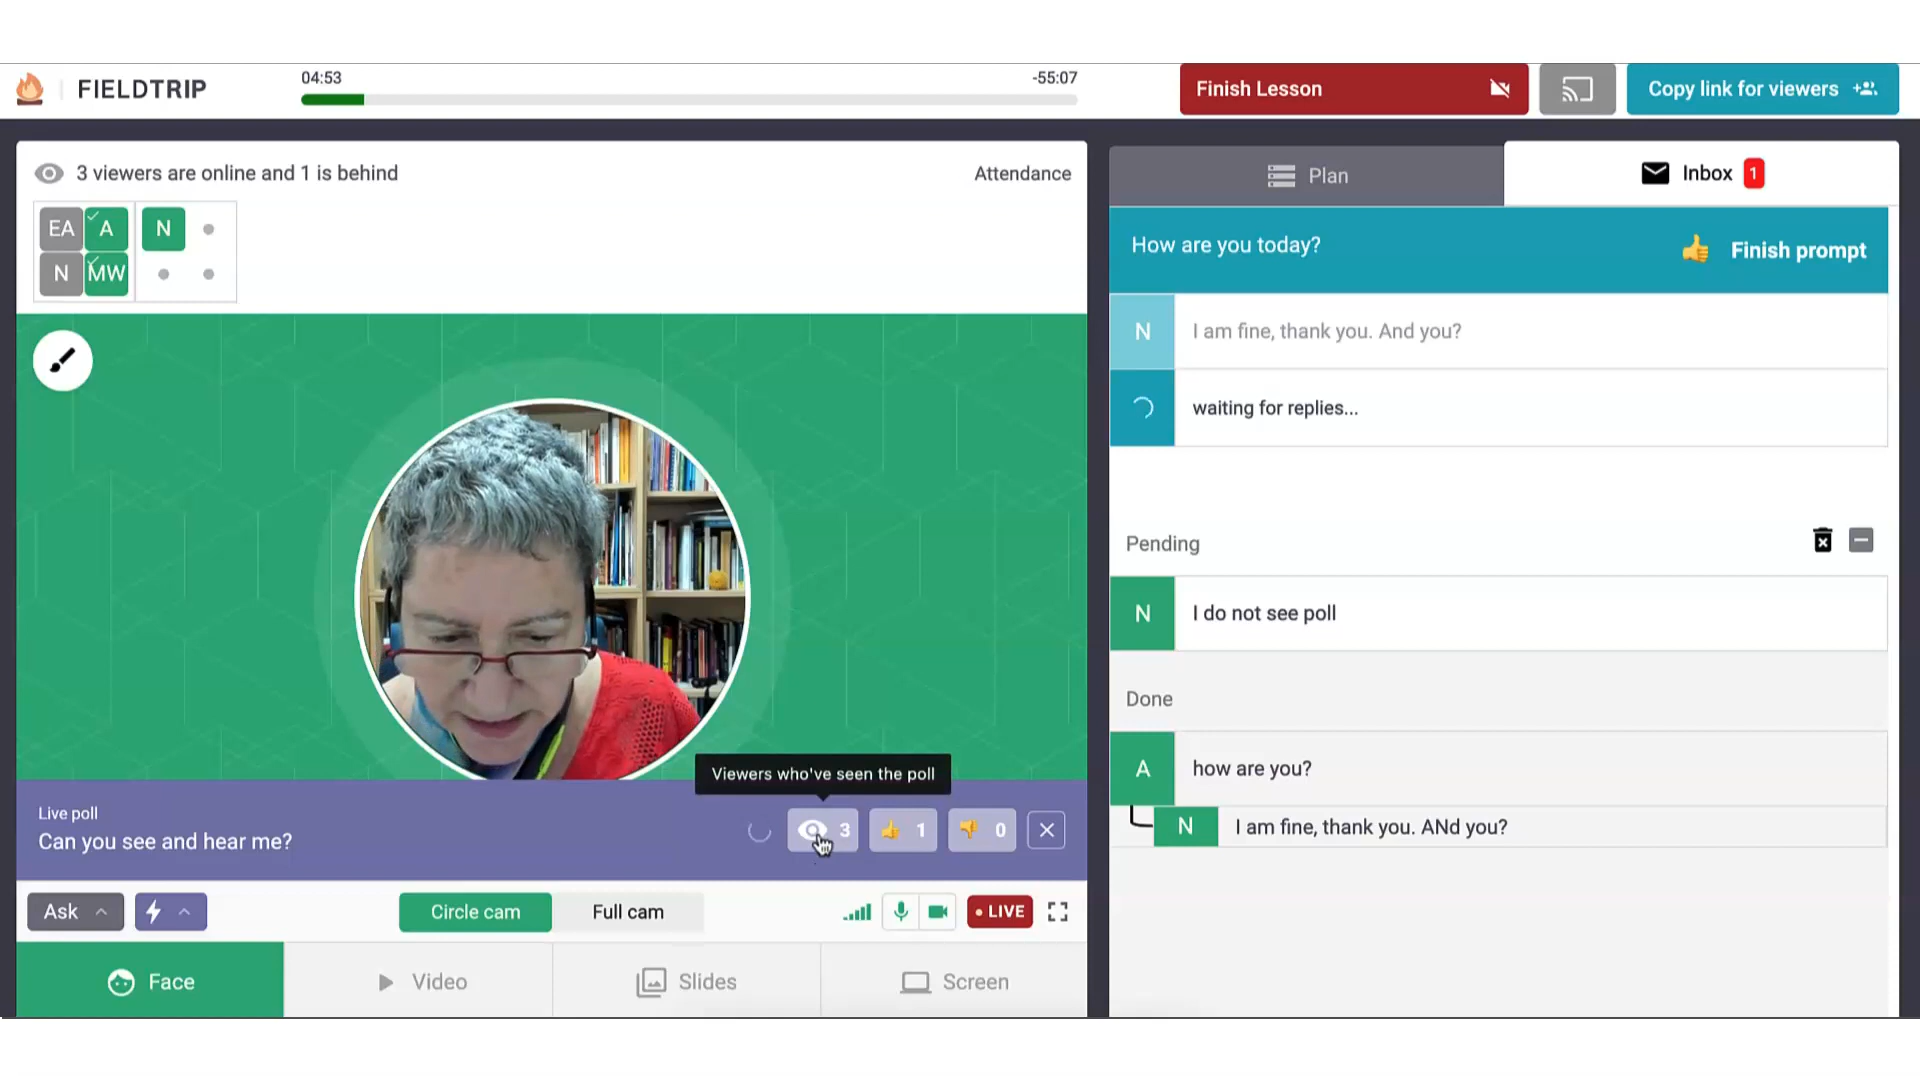 FIELDTRIP
04:53
-55:07
Finish Lesson
Copy link for viewers
3 viewers are online and 1 is behind
Attendance
EA A N
N MW
Plan
Inbox 1
How are you today?
Finish prompt
N I am fine, thank you. And you?
waiting for replies...
Pending
N I do not see poll
Done
A how are you?
N I am fine, thank you. ANd you?
Viewers who've seen the poll
Live poll
Can you see and hear me?
3 1 0
Ask
Circle cam
Full cam
LIVE
Face
Video
Slides
Screen